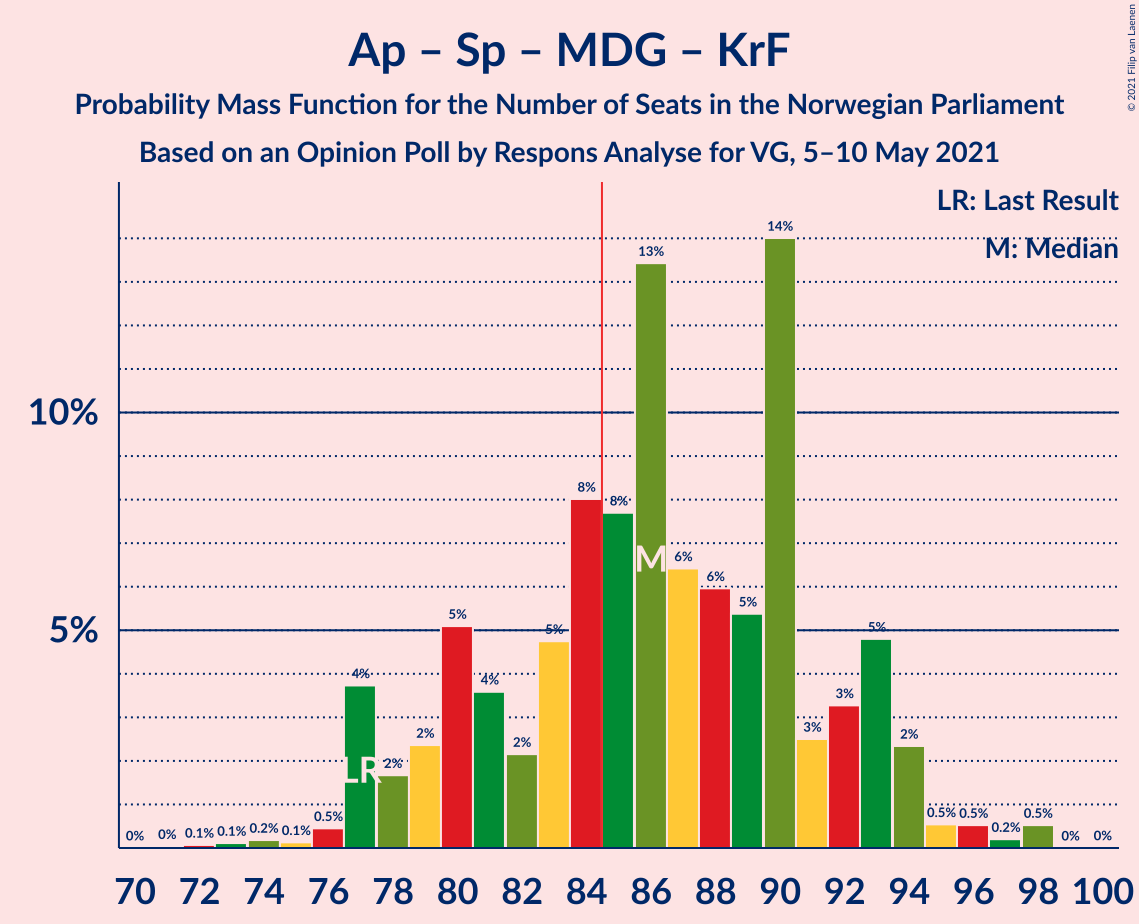 Ap – Sp – MDG – KrF
Probability Mass Function for the Number of Seats in the Norwegian Parliament
Based on an Opinion Poll by Respons Analyse for VG, 5–10 May 2021
© 2021 Filip van Laenen
LR: Last Result
M: Median
10%
5%
0% 0% 0.1% 0.1% 0.2% 0.1% 0.5% 4% 2% 2% 5% 4% 2% 5% 8% 8% 13% 6% 6% 5% 14% 3% 3% 5% 2% 0.5% 0.5% 0.2% 0.5% 0% 0%
LR
M
70 72 74 76 78 80 82 84 86 88 90 92 94 96 98 100